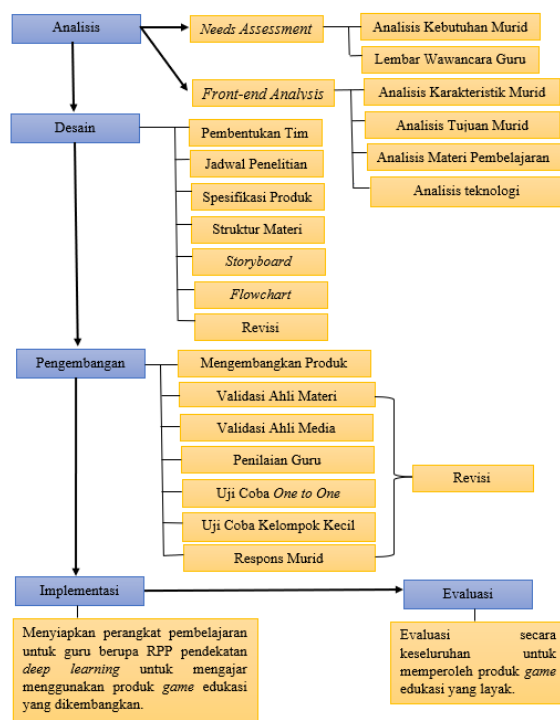 Analisis
Needs Assessment
Analisis Kebutuhan Murid
Lembar Wawancara Guru
Front-end Analysis
Analisis Karakteristik Murid
Analisis Tujuan Murid
Analisis Materi Pembelajaran
Analisis teknologi
Desain
Pembentukan Tim
Jadwal Penelitian
Spesifikasi Produk
Struktur Materi
Storyboard
Flowchart
Revisi
Pengembangan
Mengembangkan Produk
Validasi Ahli Materi
Validasi Ahli Media
Penilaian Guru
Uji Coba One to One
Uji Coba Kelompok Kecil
Respons Murid
Revisi
Implementasi
Menyiapkan perangkat pembelajaran
untuk guru berupa RPP pendekatan
deep learning untuk mengajar
menggunakan produk game edukasi
yang dikembangkan.
Evaluasi
Evaluasi secara
keseluruhan untuk
memperoleh produk game
edukasi yang layak.